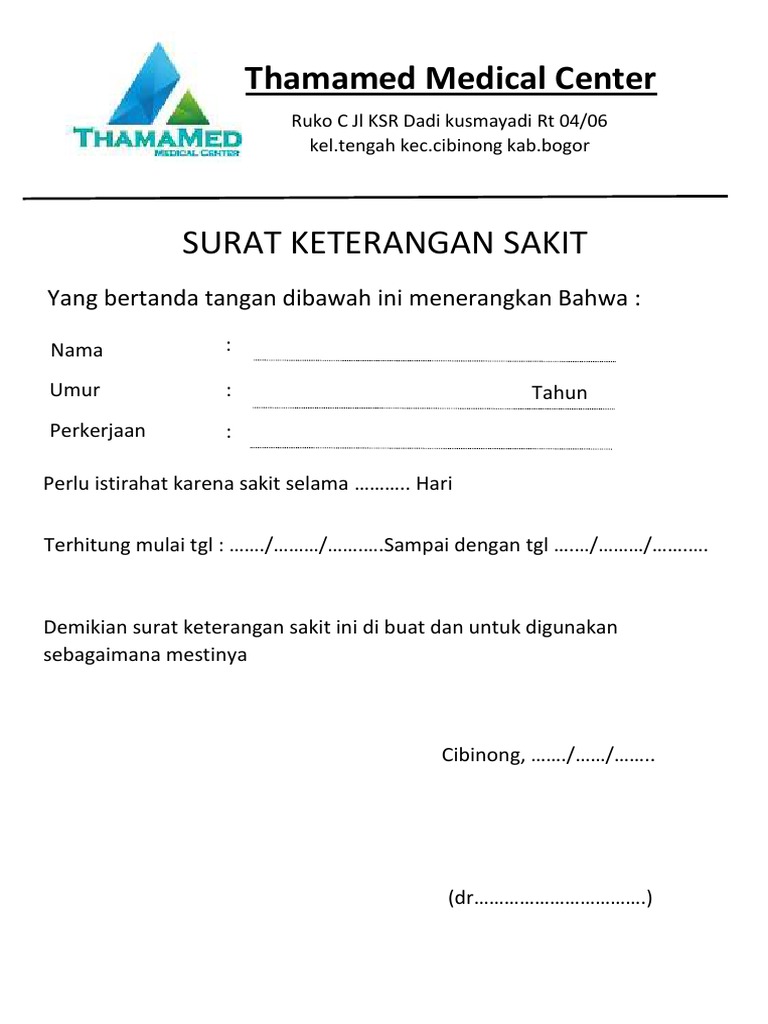 THAMAMED
MEDICAL CENTER
Thamamed Medical Center
Ruko C Jl KSR Dadi kusmayadi Rt 04/06
kel.tengah kec.cibinong kab.bogor
SURAT KETERANGAN SAKIT
Yang bertanda tangan dibawah ini menerangkan Bahwa :
Nama : ........................................
Umur : ........................................ Tahun
Perkerjaan : ........................................
Perlu istirahat karena sakit selama ……….. Hari
Terhitung mulai tgl : ……./………/…….….Sampai dengan tgl …….../………/…….….
Demikian surat keterangan sakit ini di buat dan untuk digunakan
sebagaimana mestinya
Cibinong, ……./……/……..
(dr…………………………….)